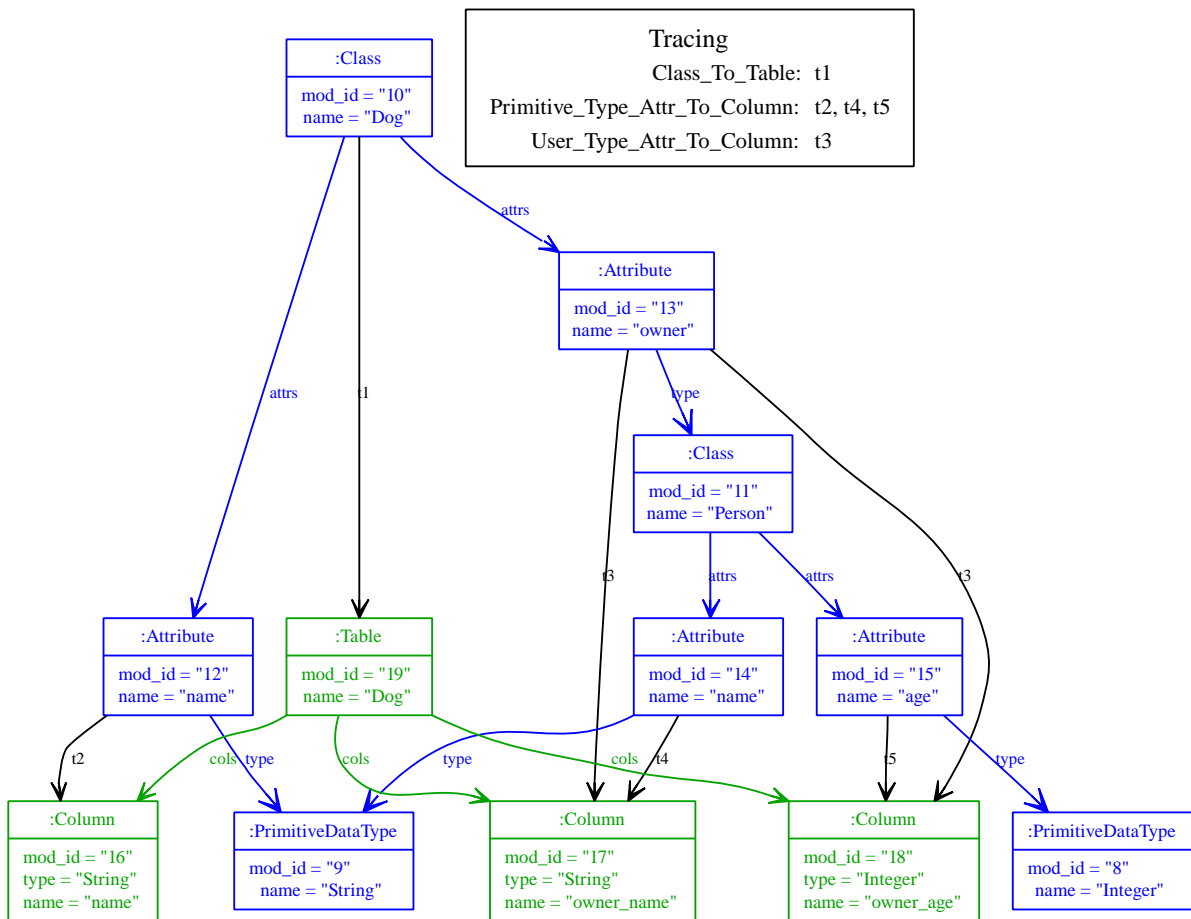 Tracing
Class_To_Table: t1
Primitive_Type_Attr_To_Column: t2, t4, t5
User_Type_Attr_To_Column: t3
:Class
mod_id = "10"
name = "Dog"
attrs
attrs
t1
:Attribute
mod_id = "13"
name = "owner"
type
t3
t3
:Class
mod_id = "11"
name = "Person"
attrs
attrs
:Attribute
mod_id = "12"
name = "name"
:Table
mod_id = "19"
name = "Dog"
:Attribute
mod_id = "14"
name = "name"
:Attribute
mod_id = "15"
name = "age"
t2
cols
type
cols
type
t4
cols
t5
type
:Column
mod_id = "16"
type = "String"
name = "name"
:PrimitiveDataType
mod_id = "9"
name = "String"
:Column
mod_id = "17"
type = "String"
name = "owner_name"
:Column
mod_id = "18"
type = "Integer"
name = "owner_age"
:PrimitiveDataType
mod_id = "8"
name = "Integer"